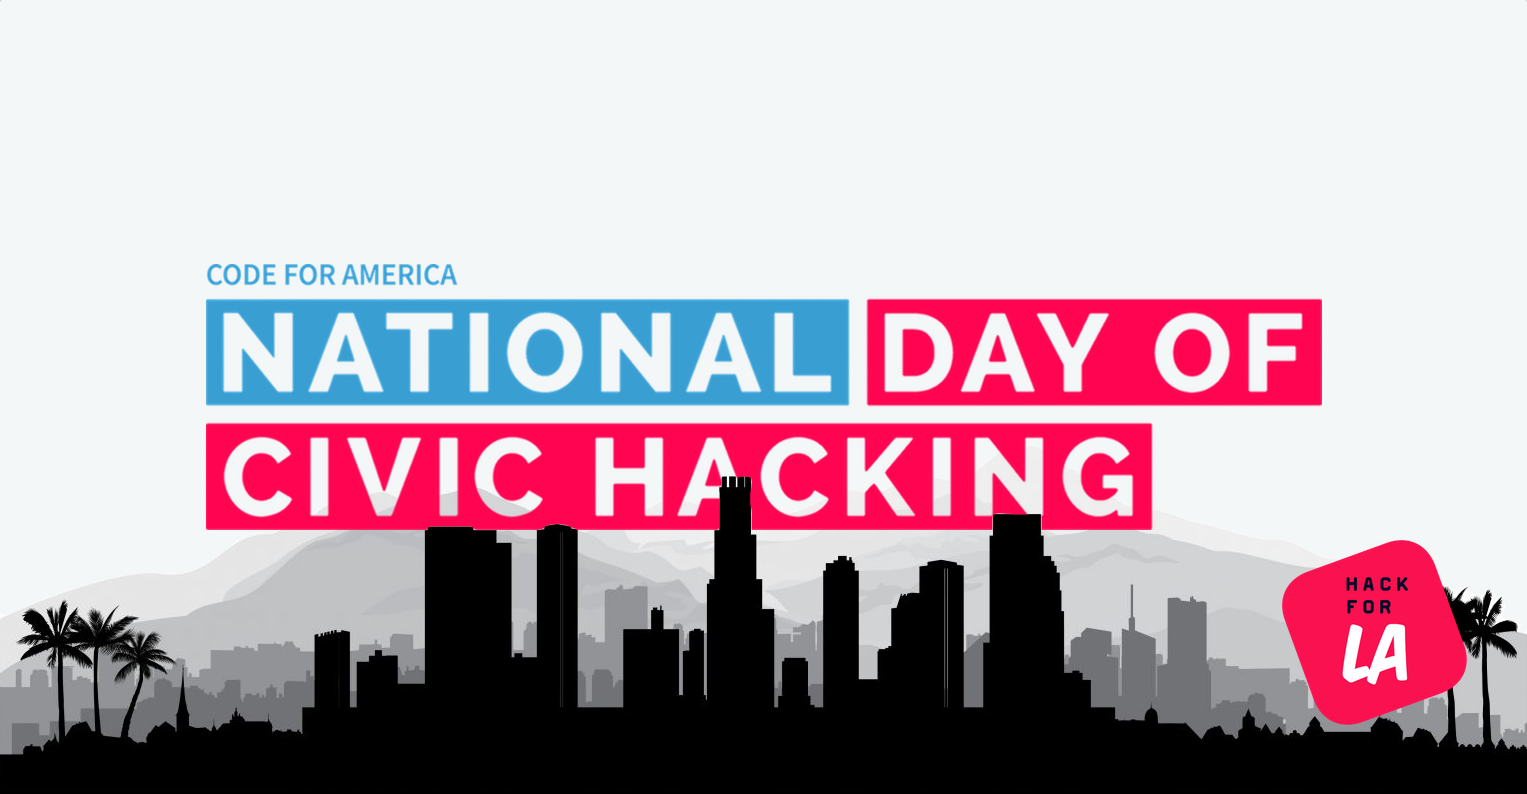 CODE FOR AMERICA
NATIONAL DAY OF
CIVIC HACKING
HACK
FOR
LA